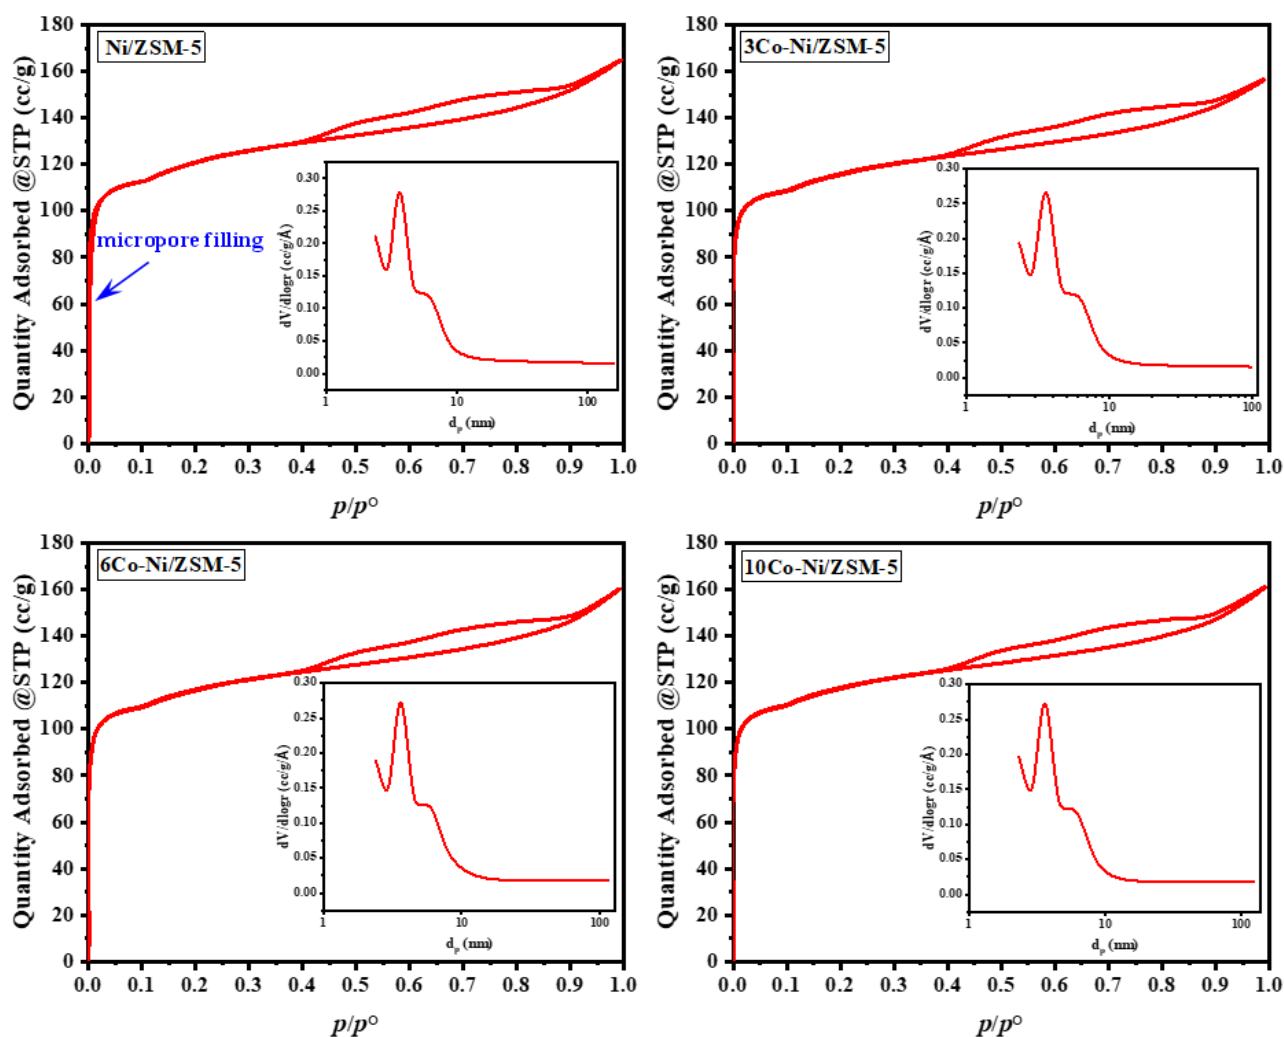 Ni/ZSM-5
Quantity Adsorbed @STP (cc/g)
180
160
140
120
100
80
60
40
20
0
micropore filling
dV/dlogr (cc/g/Å)
0.30
0.25
0.20
0.15
0.10
0.05
0.00
1 10 100
dp (nm)
0.0 0.1 0.2 0.3 0.4 0.5 0.6 0.7 0.8 0.9 1.0
p/p°
3Co-Ni/ZSM-5
Quantity Adsorbed @STP (cc/g)
180
160
140
120
100
80
60
40
20
0
dV/dlogr (cc/g/Å)
0.30
0.25
0.20
0.15
0.10
0.05
0.00
1 10 100
dp (nm)
0.0 0.1 0.2 0.3 0.4 0.5 0.6 0.7 0.8 0.9 1.0
p/p°
6Co-Ni/ZSM-5
Quantity Adsorbed @STP (cc/g)
180
160
140
120
100
80
60
40
20
0
dV/dlogr (cc/g/Å)
0.30
0.25
0.20
0.15
0.10
0.05
0.00
1 10 100
dp (nm)
0.0 0.1 0.2 0.3 0.4 0.5 0.6 0.7 0.8 0.9 1.0
p/p°
10Co-Ni/ZSM-5
Quantity Adsorbed @STP (cc/g)
180
160
140
120
100
80
60
40
20
0
dV/dlogr (cc/g/Å)
0.30
0.25
0.20
0.15
0.10
0.05
0.00
1 10 100
dp (nm)
0.0 0.1 0.2 0.3 0.4 0.5 0.6 0.7 0.8 0.9 1.0
p/p°